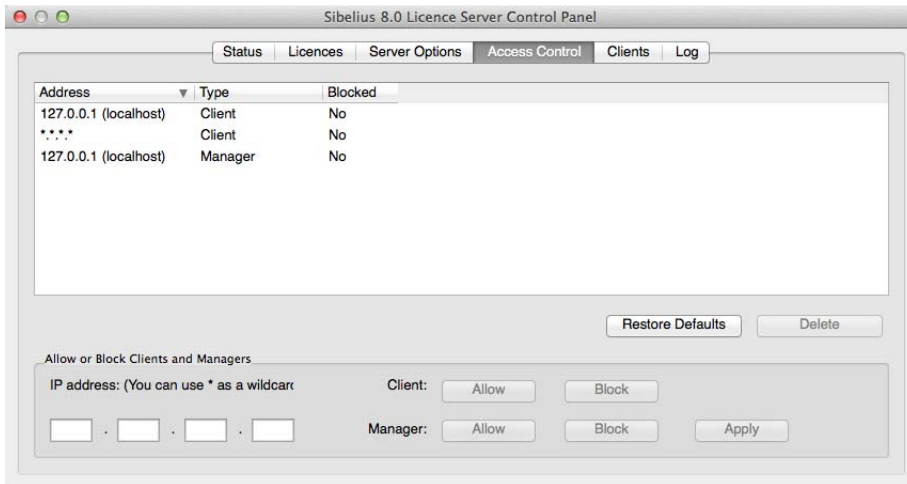 Sibelius 8.0 Licence Server Control Panel
Status Licences Server Options Access Control Clients Log
Address Type Blocked
127.0.0.1 (localhost) Client No
*.*.*.* Client No
127.0.0.1 (localhost) Manager No
Restore Defaults Delete
Allow or Block Clients and Managers
IP address: (You can use * as a wildcard Client: Allow Block
. . . Manager: Allow Block Apply